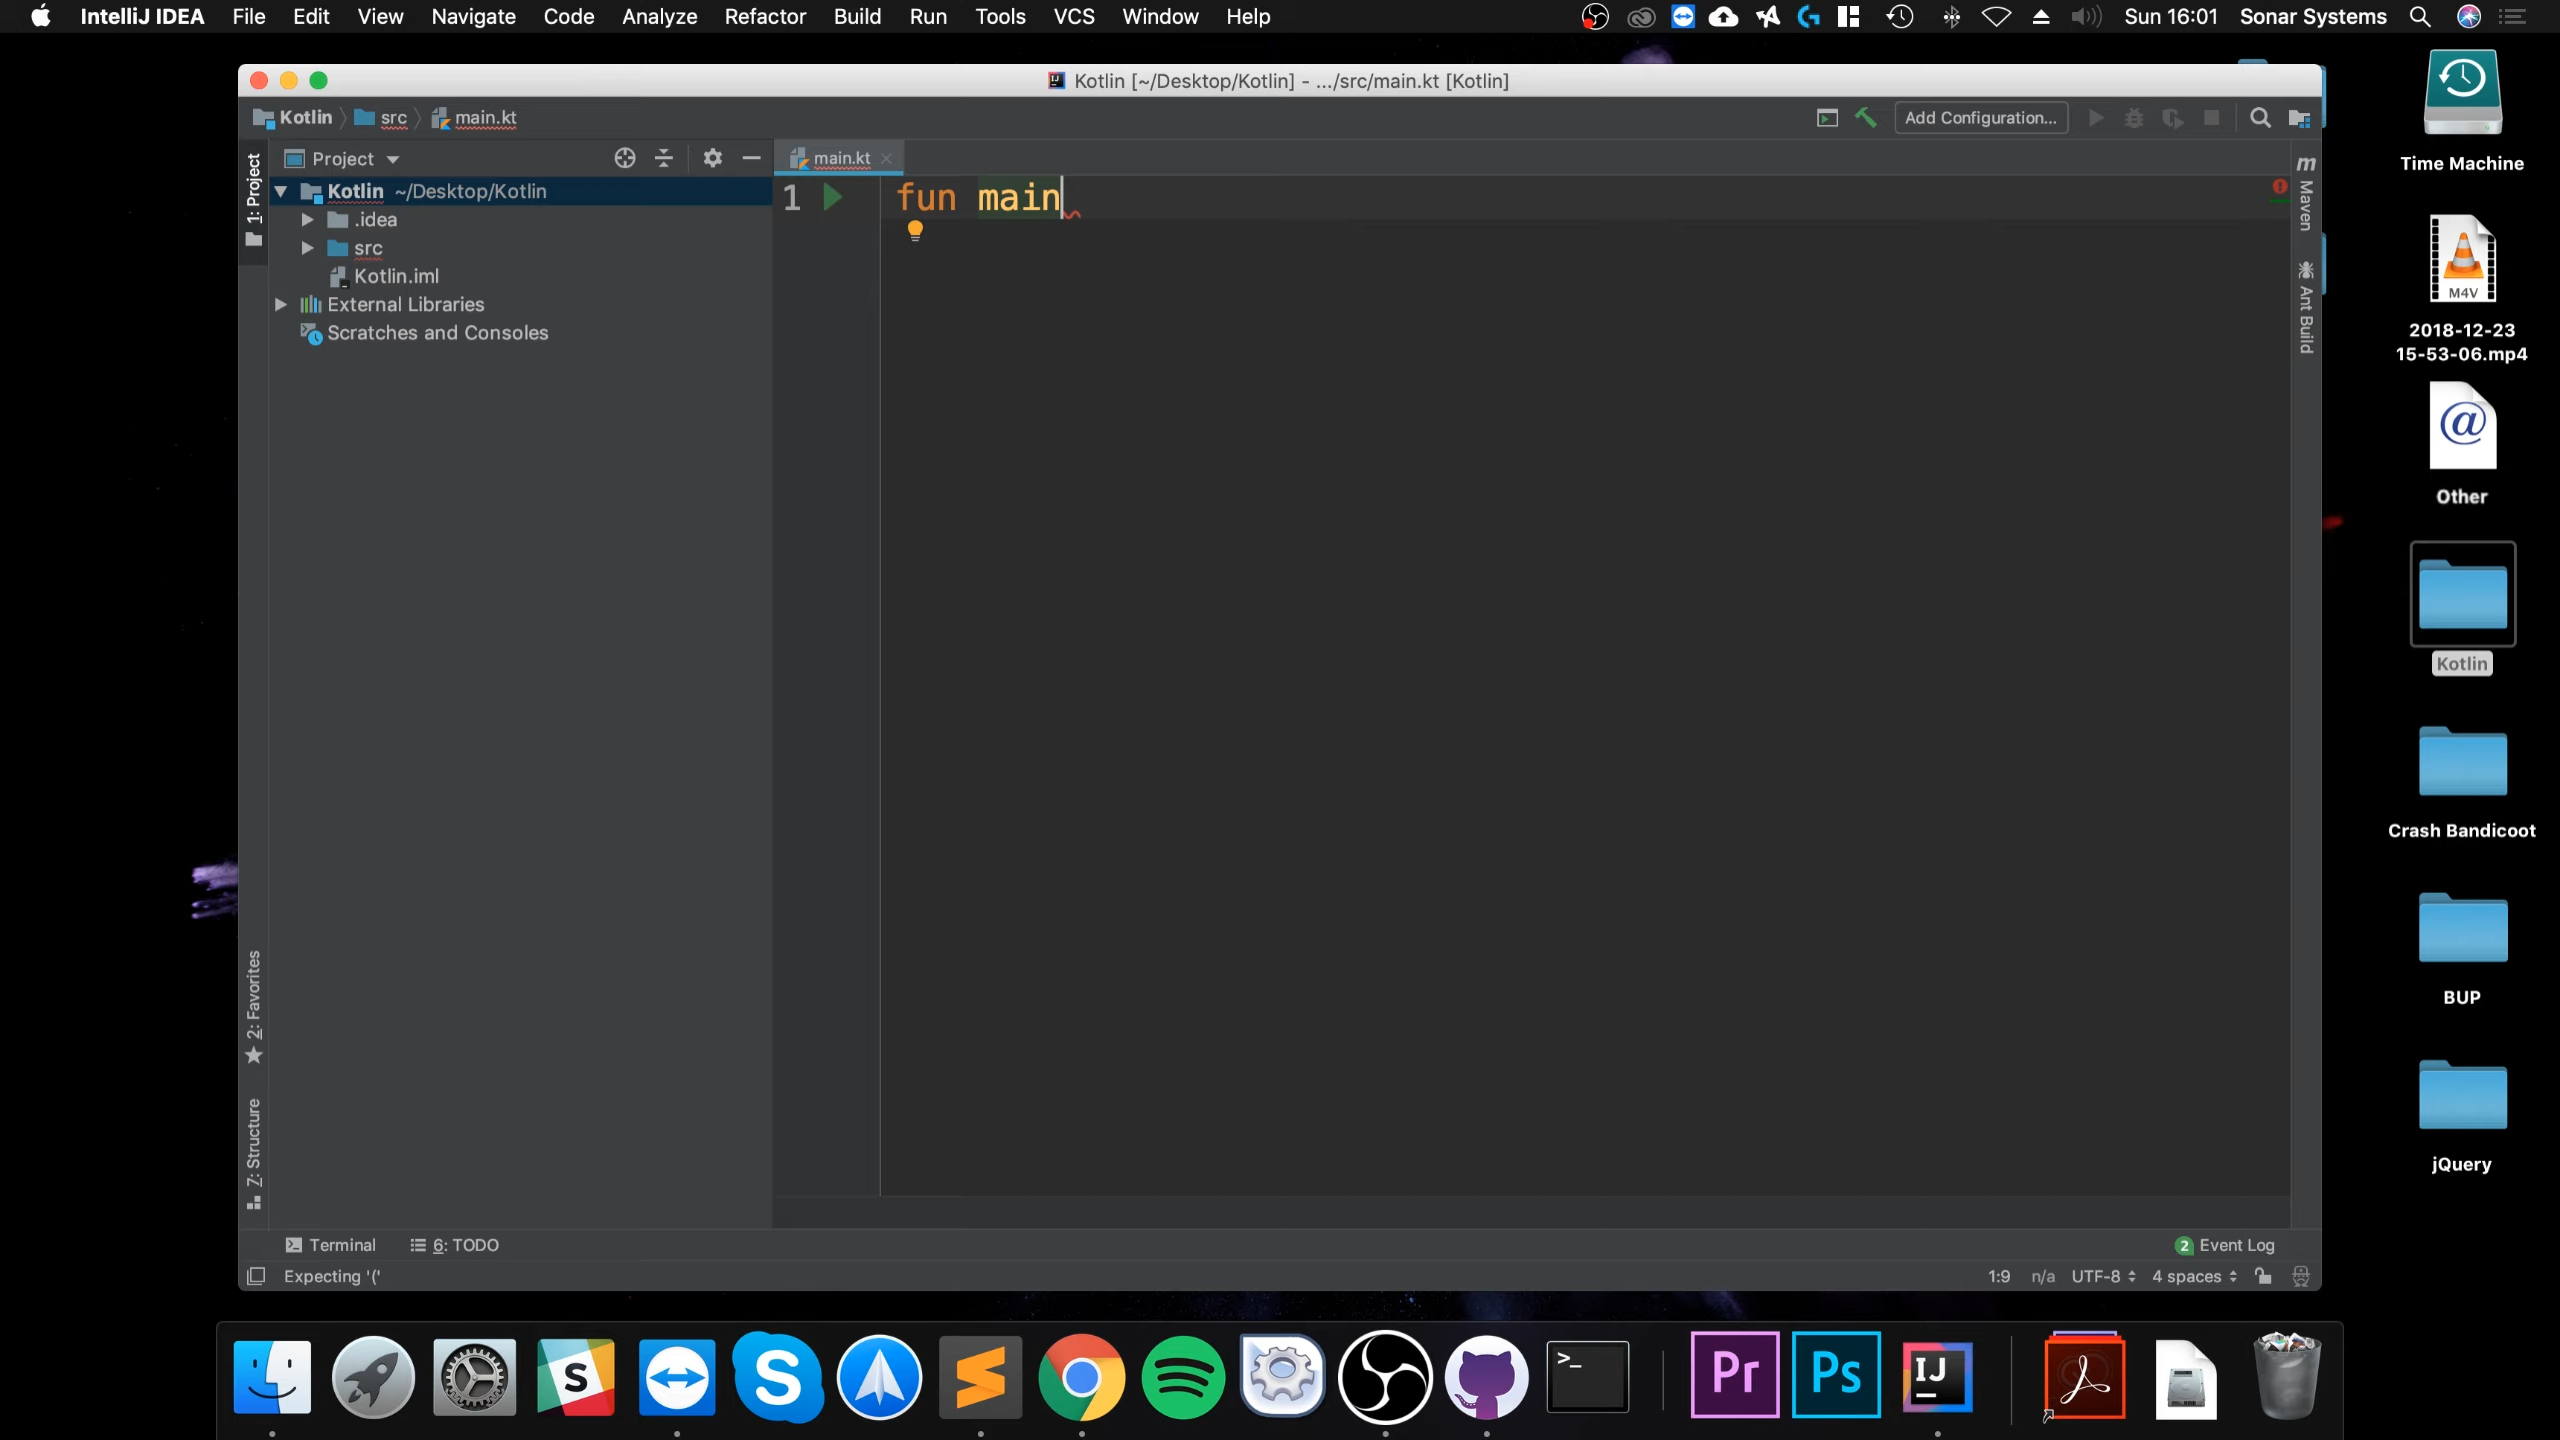 IntelliJ IDEA File Edit View Navigate Code Analyze Refactor Build Run Tools VCS Window Help Sun 16:01 Sonar Systems
Kotlin [~/Desktop/Kotlin] - .../src/main.kt [Kotlin]
Kotlin src main.kt Add Configuration...
Project main.kt
1: Project
Kotlin ~/Desktop/Kotlin
.idea
src
Kotlin.iml
External Libraries
Scratches and Consoles
1 fun main
m Maven
Ant Build
2: Favorites
7: Structure
Terminal 6: TODO 2 Event Log
Expecting '(' 1:9 n/a UTF-8 4 spaces
Time Machine
M4V
2018-12-23
15-53-06.mp4
@
Other
Kotlin
Crash Bandicoot
BUP
jQuery
S S S >_ Pr Ps IJ